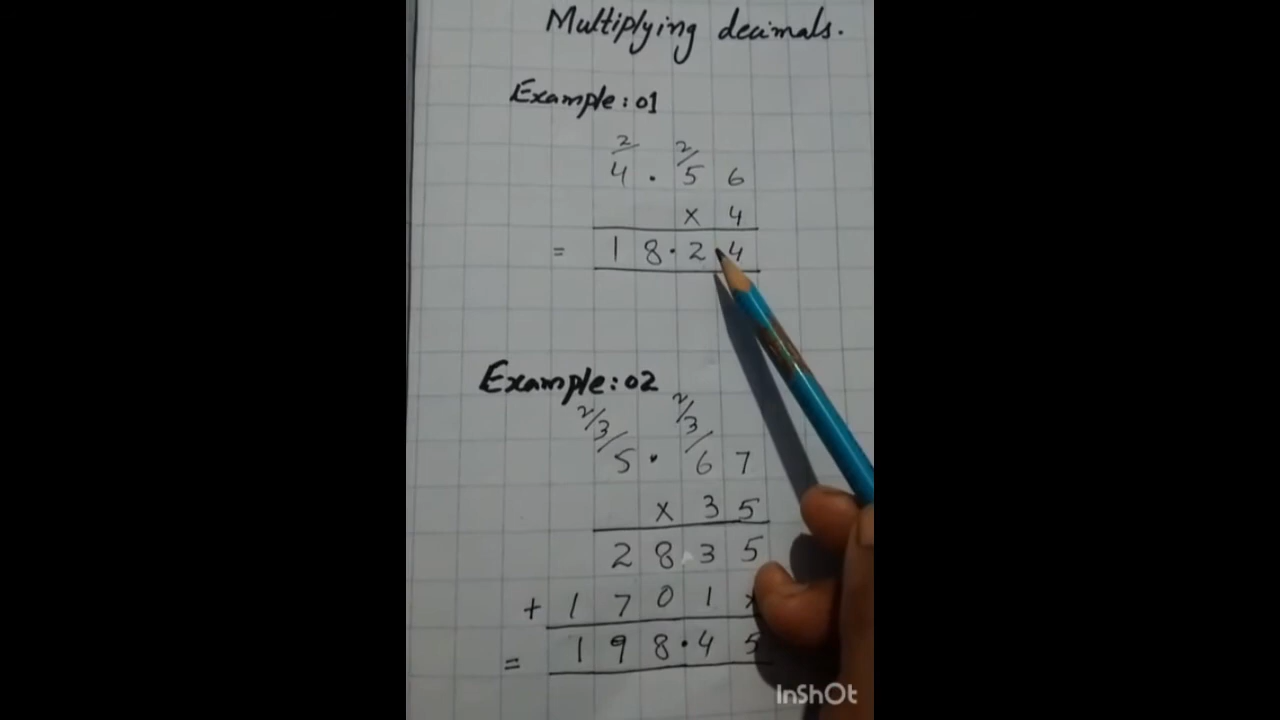 Multiplying decimals.
Example: 01
2 2
4 . 5 6
x 4
= 1 8 . 2 4
Example: 02
2 2
3 3
5 . 6 7
x 3 5
2 8 3 5
+ 1 7 0 1 x
= 1 9 8 . 4 5
InShOt